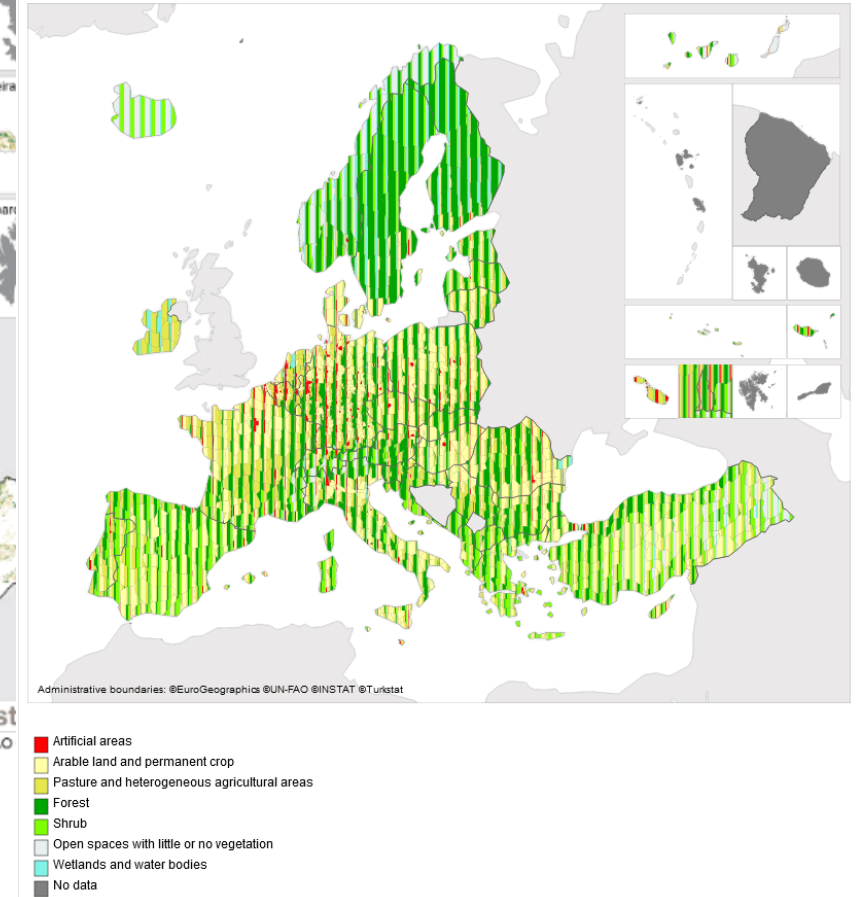 Administrative boundaries: ©EuroGeographics ©UN-FAO ©INSTAT ©Turkstat
Artificial areas
Arable land and permanent crop
Pasture and heterogeneous agricultural areas
Forest
Shrub
Open spaces with little or no vegetation
Wetlands and water bodies
No data